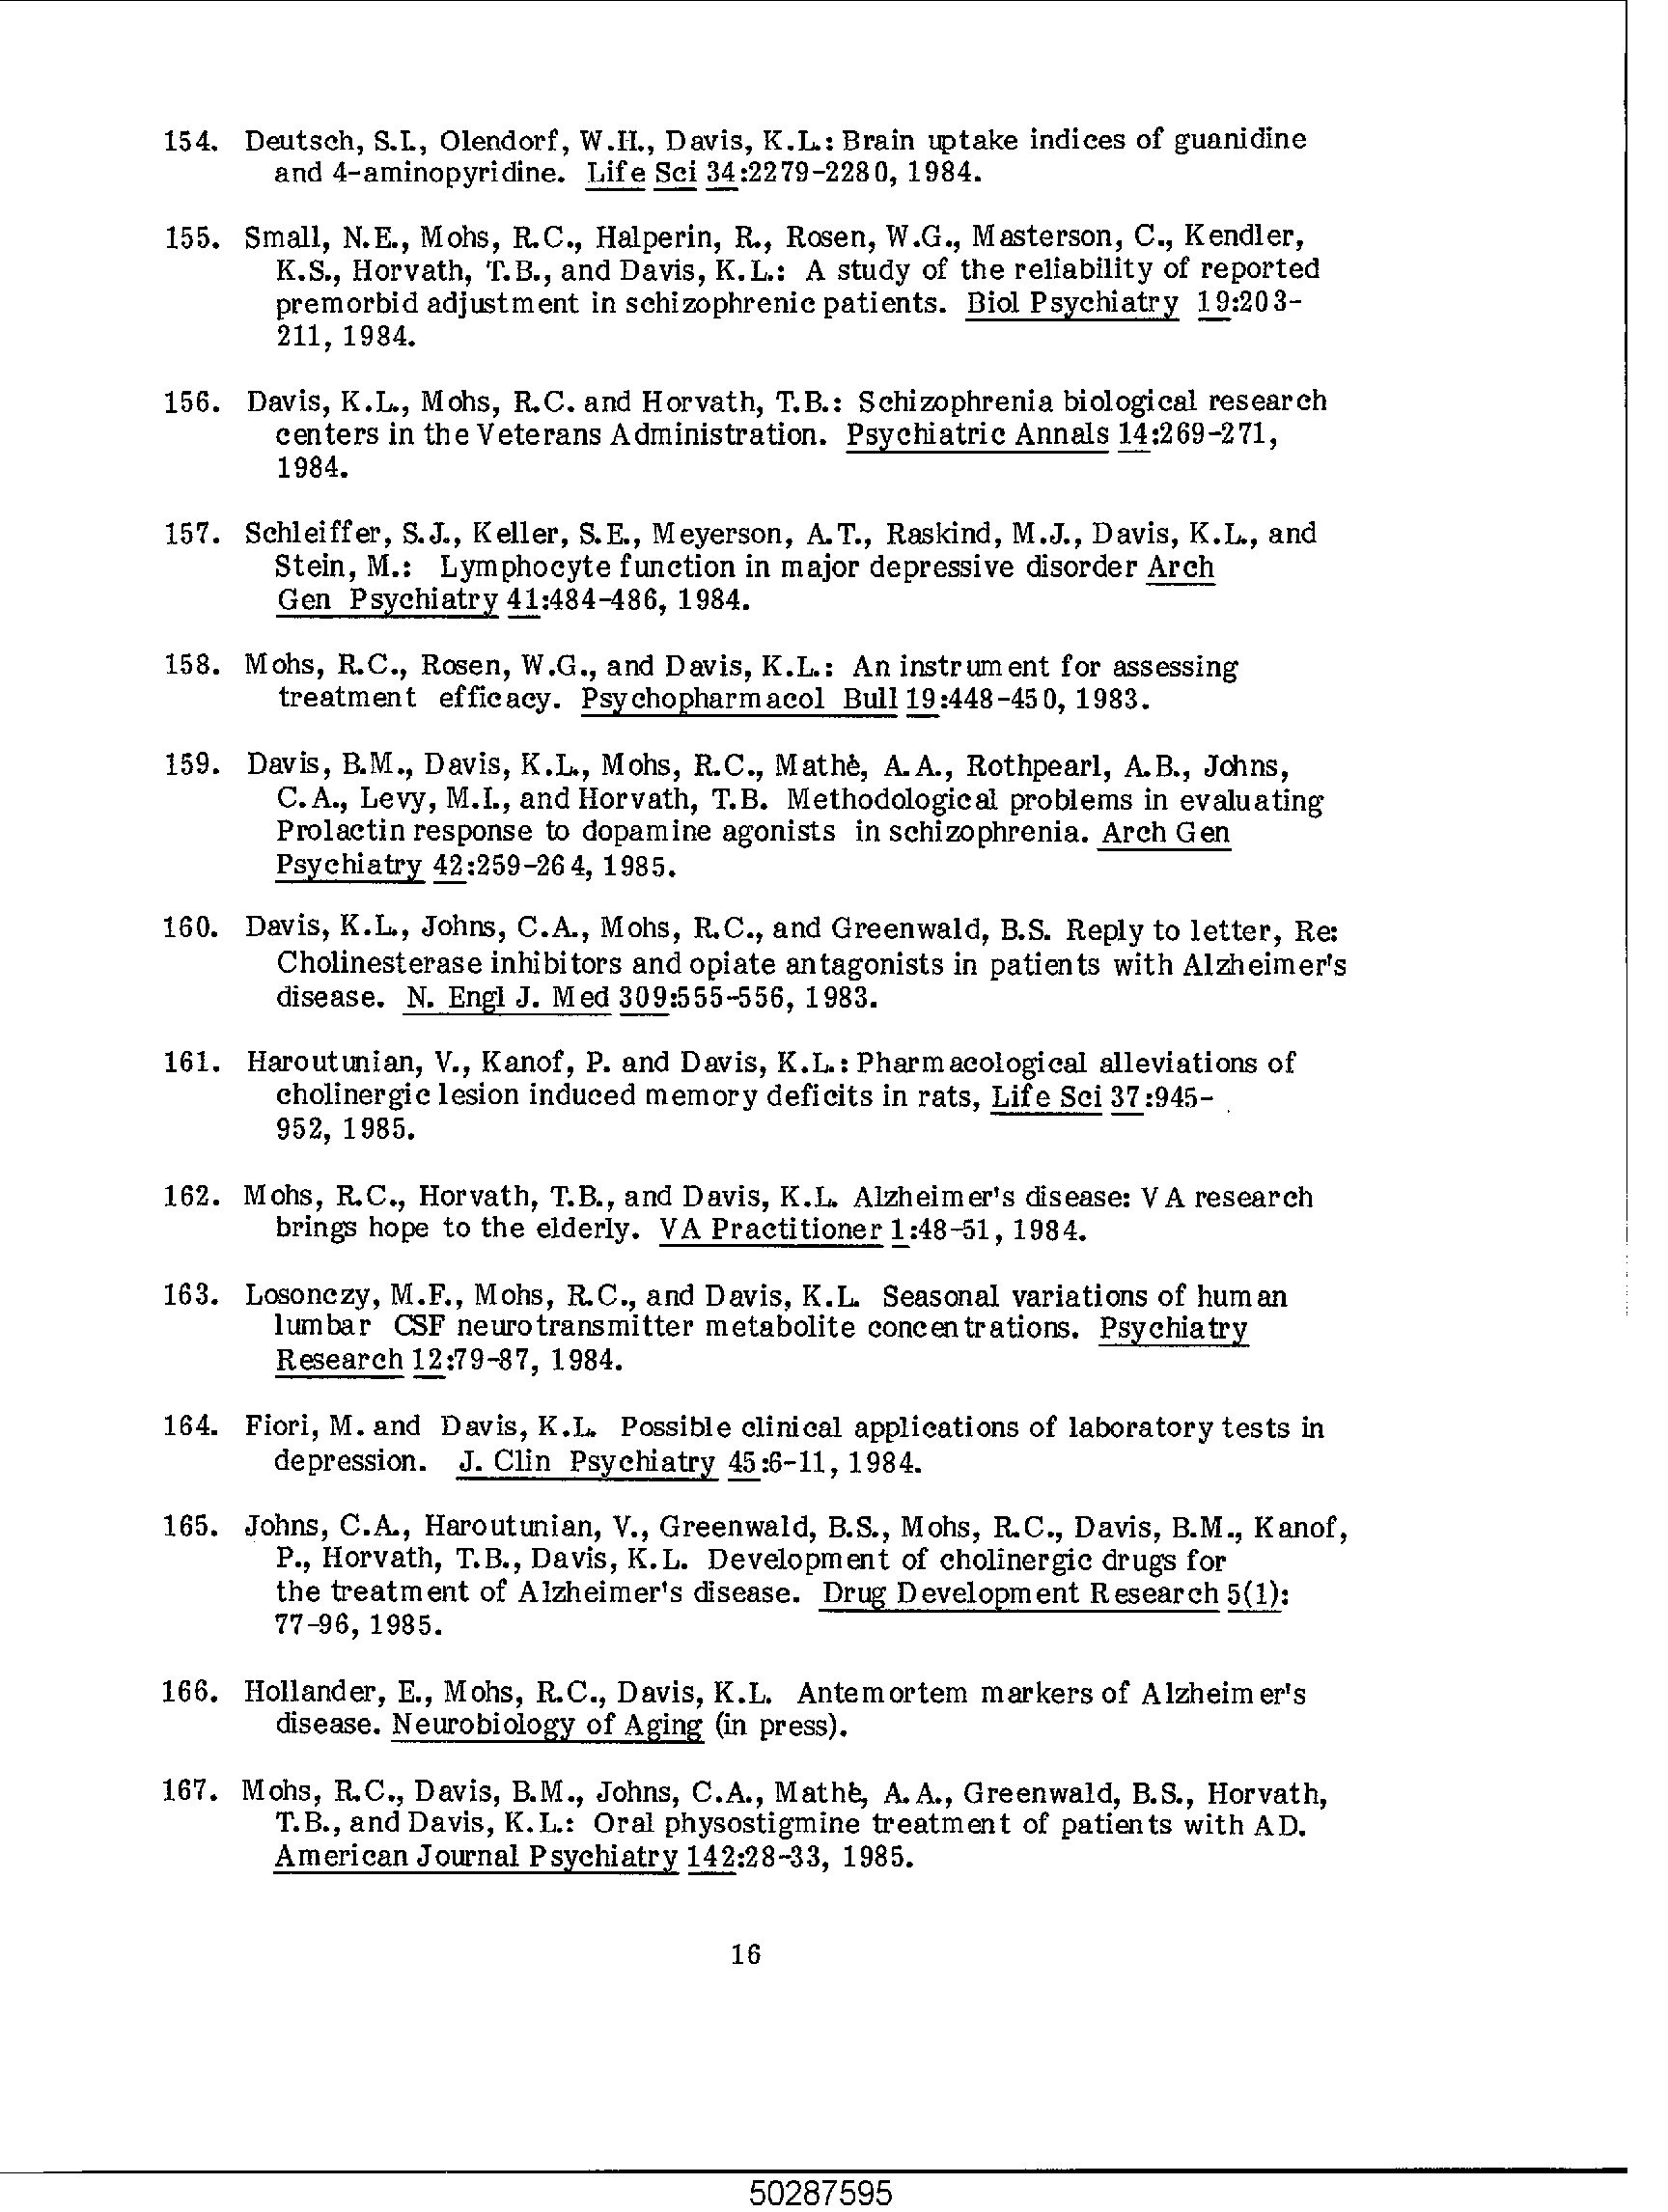 154. Deutsch, S.I., Olendorf, W.H., Davis, K.L.: Brain uptake indices of guanidine
and 4-aminopyridine. Life Sci 34:2279-2280, 1984.
155. Small, N.E., Mohs, R.C., Halperin, R., Rosen, W.G., Masterson, C., Kendler,
K.S., Horvath, T.B., and Davis, K.L.: A study of the reliability of reported
premorbid adjustment in schizophrenic patients. Biol Psychiatry 19:203-
211, 1984.
156. Davis, K.L., Mohs, R.C. and Horvath, T.B.: Schizophrenia biological research
centers in the Veterans Administration. Psychiatric Annals 14:269-271,
1984.
157. Schleiffer, S.J., Keller, S.E., Meyerson, A.T., Raskind, M.J., Davis, K.L., and
Stein, M.: Lymphocyte function in major depressive disorder Arch
Gen Psychiatry 41:484-486, 1984.
158. Mohs, R.C., Rosen, W.G., and Davis, K.L.: An instrument for assessing
treatment efficacy. Psychopharmacol Bull 19:448-450, 1983.
159. Davis, B.M., Davis, K.L., Mohs, R.C., Mathè, A.A., Rothpearl, A.B., Johns,
C.A., Levy, M.I., and Horvath, T.B. Methodological problems in evaluating
Prolactin response to dopamine agonists in schizophrenia. Arch Gen
Psychiatry 42:259-264, 1985.
160. Davis, K.L., Johns, C.A., Mohs, R.C., and Greenwald, B.S. Reply to letter, Re:
Cholinesterase inhibitors and opiate antagonists in patients with Alzheimer's
disease. N. Engl J. Med 309:555-556, 1983.
161. Haroutunian, V., Kanof, P. and Davis, K.L.: Pharmacological alleviations of
cholinergic lesion induced memory deficits in rats, Life Sci 37:945-
952, 1985.
162. Mohs, R.C., Horvath, T.B., and Davis, K.L. Alzheimer's disease: VA research
brings hope to the elderly. VA Practitioner 1:48-51, 1984.
163. Losonczy, M.F., Mohs, R.C., and Davis, K.L. Seasonal variations of human
lumbar CSF neurotransmitter metabolite concentrations. Psychiatry
Research 12:79-87, 1984.
164. Fiori, M. and Davis, K.L. Possible clinical applications of laboratory tests in
depression. J. Clin Psychiatry 45:6-11, 1984.
165. Johns, C.A., Haroutunian, V., Greenwald, B.S., Mohs, R.C., Davis, B.M., Kanof,
P., Horvath, T.B., Davis, K.L. Development of cholinergic drugs for
the treatment of Alzheimer's disease. Drug Development Research 5(1):
77-96, 1985.
166. Hollander, E., Mohs, R.C., Davis, K.L. Antemortem markers of Alzheimer's
disease. Neurobiology of Aging (in press).
167. Mohs, R.C., Davis, B.M., Johns, C.A., Mathè, A.A., Greenwald, B.S., Horvath,
T.B., and Davis, K.L.: Oral physostigmine treatment of patients with AD.
American Journal Psychiatry 142:28-33, 1985.
16
50287595